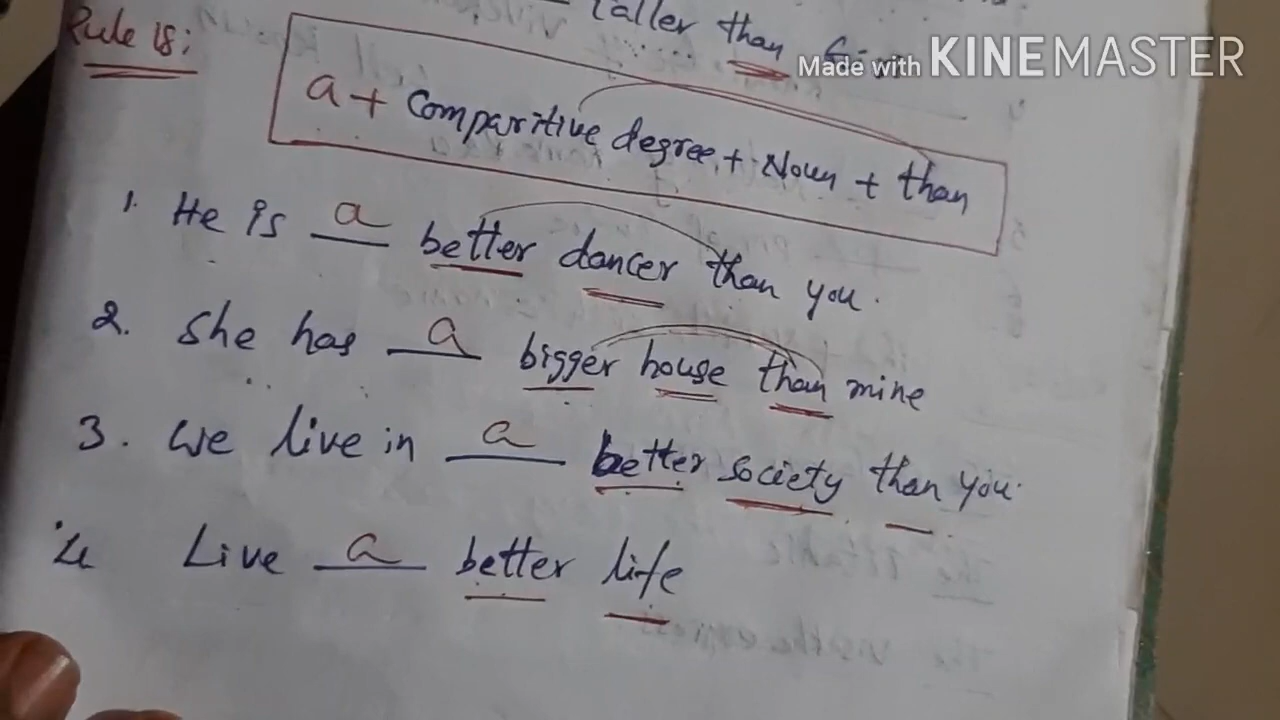 taller than
Made with KINEMASTER
Rule is:
a + Comparitive degree + Noun + than
1. He is a better dancer than you.
2. She has a bigger house than mine
3. We live in a better society than you.
4 Live a better life